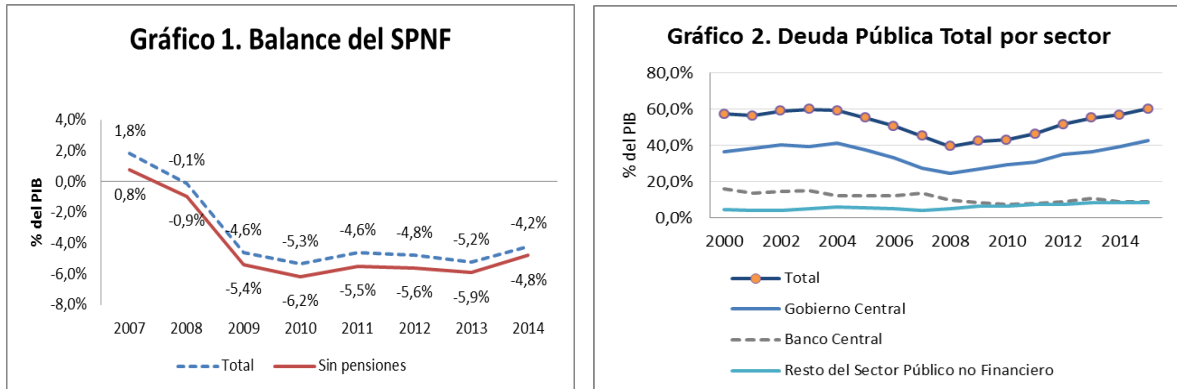 Gráfico 1. Balance del SPNF
% del PIB
4,0%
2,0%
0,0%
-2,0%
-4,0%
-6,0%
-8,0%
1,8%
-0,1%
-4,6%
-5,3%
-4,6%
-4,8%
-5,2%
-4,2%
0,8%
-0,9%
-5,4%
-6,2%
-5,5%
-5,6%
-5,9%
-4,8%
2007 2008 2009 2010 2011 2012 2013 2014
Total Sin pensiones
Gráfico 2. Deuda Pública Total por sector
% del PIB
80,0%
60,0%
40,0%
20,0%
0,0%
2000 2002 2004 2006 2008 2010 2012 2014
Total
Gobierno Central
Banco Central
Resto del Sector Público no Financiero